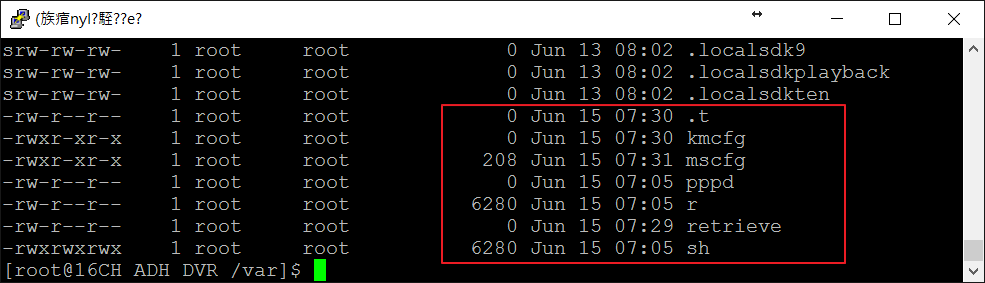 (族痯nyI?駤??e?
srw-rw-rw- 1 root root 0 Jun 13 08:02 .localsdk9
srw-rw-rw- 1 root root 0 Jun 13 08:02 .localsdkplayback
srw-rw-rw- 1 root root 0 Jun 13 08:02 .localsdkten
-rw-r--r-- 1 root root 0 Jun 15 07:30 .t
-rwxr-xr-x 1 root root 0 Jun 15 07:30 kmcfg
-rwxr-xr-x 1 root root 208 Jun 15 07:31 mscfg
-rw-r--r-- 1 root root 0 Jun 15 07:05 pppd
-rw-r--r-- 1 root root 6280 Jun 15 07:05 r
-rw-r--r-- 1 root root 0 Jun 15 07:29 retrieve
-rwxrwxrwx 1 root root 6280 Jun 15 07:05 sh
[root@16CH ADH DVR /var]$